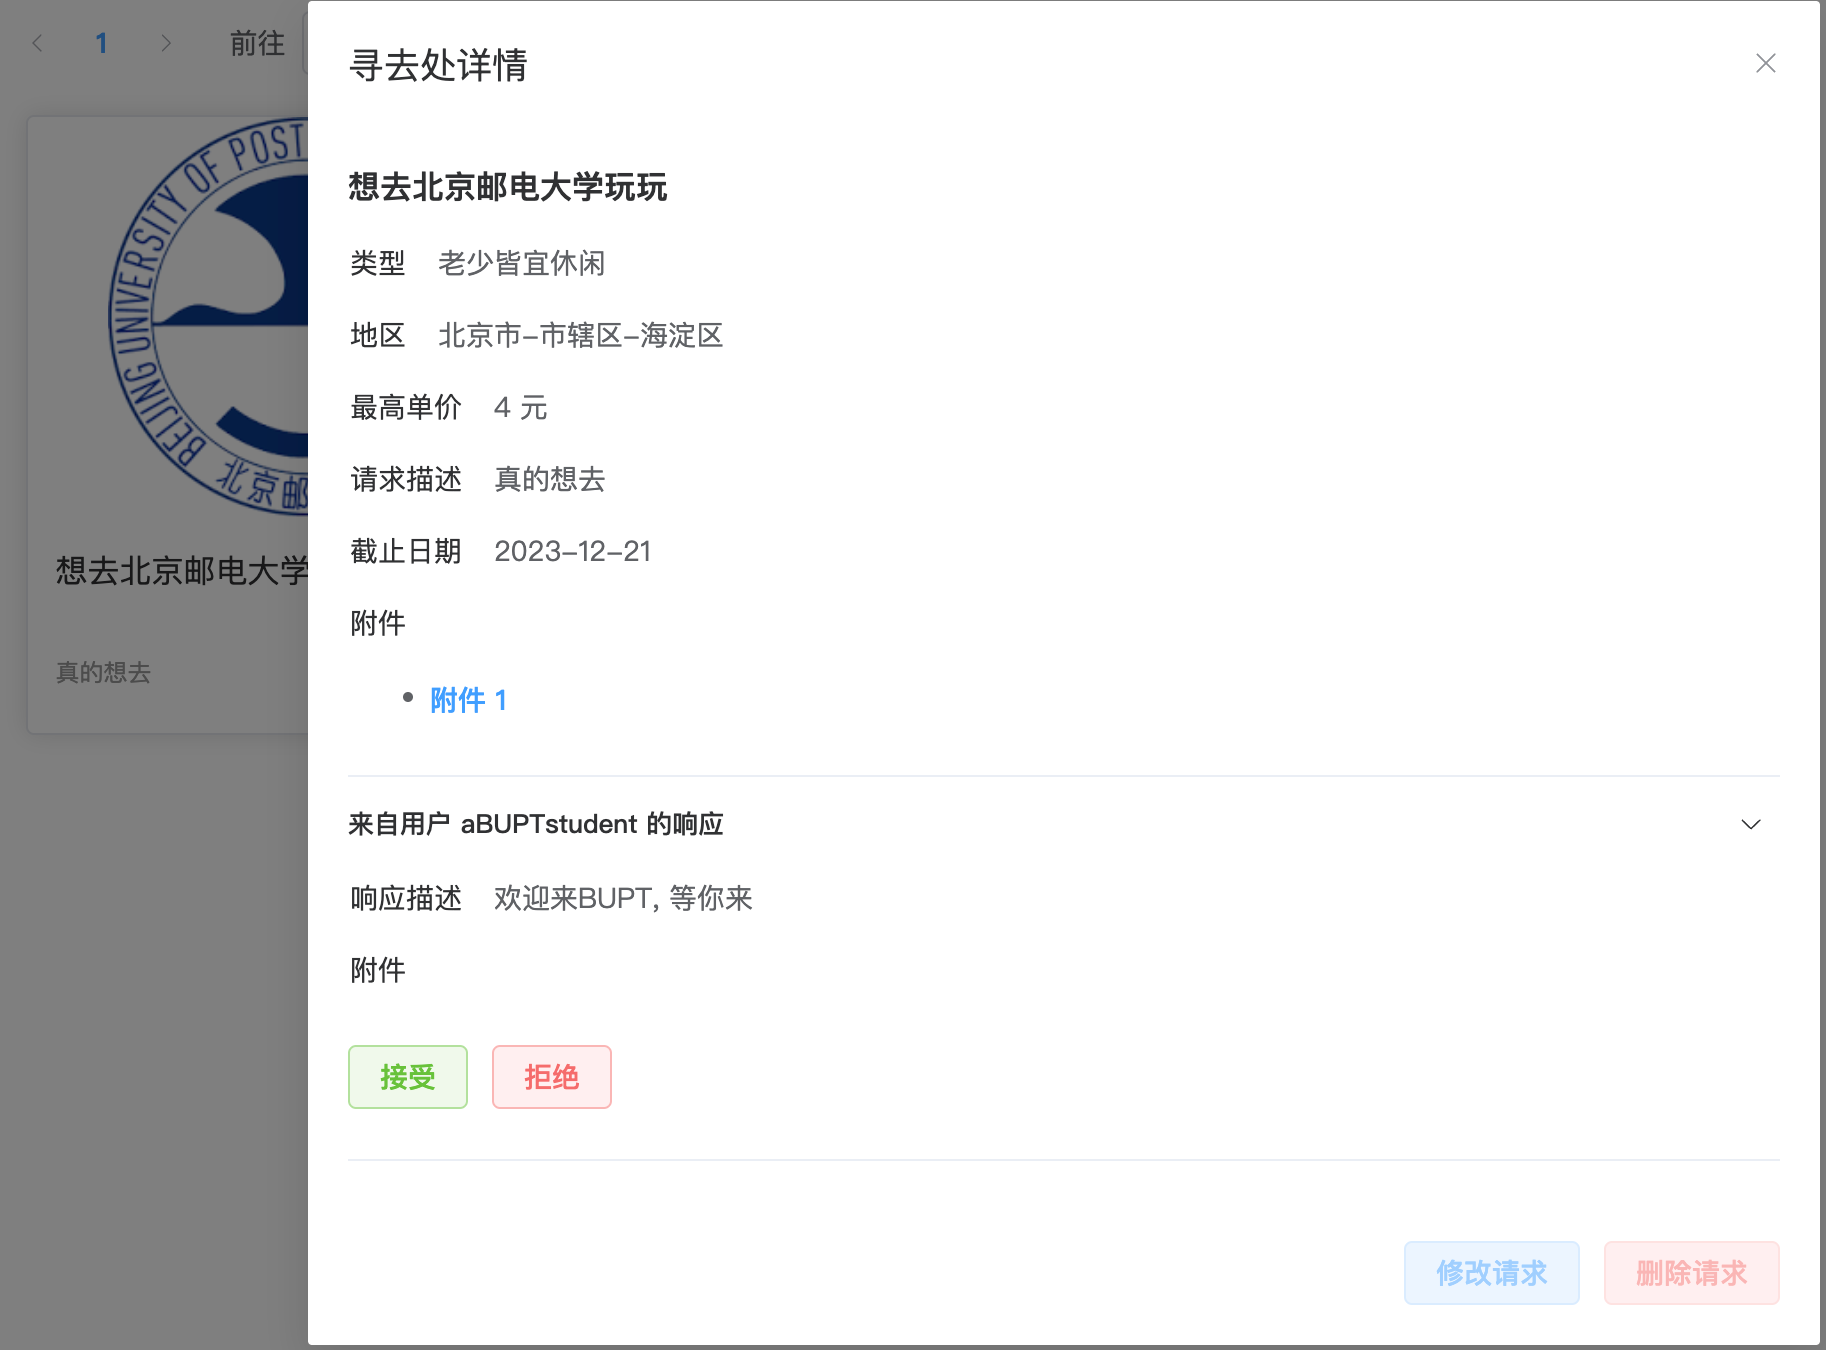 1 前往
BEIJING UNIVERSITY OF POST
北京邮
想去北京邮电大学
真的想去
寻去处详情
想去北京邮电大学玩玩
类型 老少皆宜休闲
地区 北京市-市辖区-海淀区
最高单价 4 元
请求描述 真的想去
截止日期 2023-12-21
附件
附件 1
来自用户 aBUPTstudent 的响应
响应描述 欢迎来BUPT, 等你来
附件
接受 拒绝
修改请求 删除请求